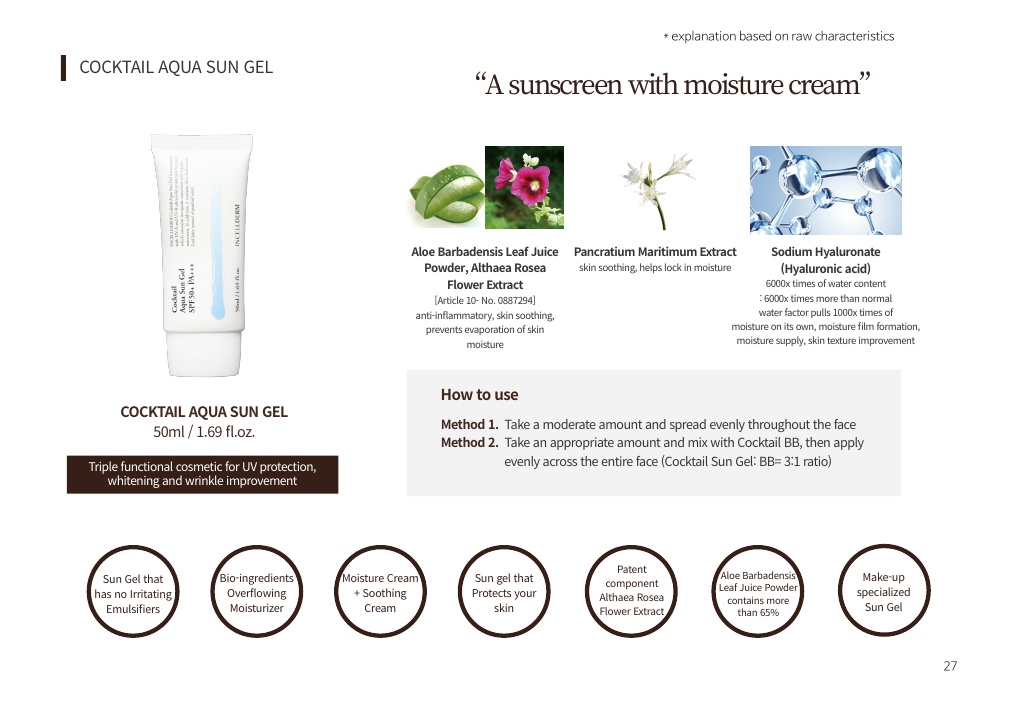 * explanation based on raw characteristics
COCKTAIL AQUA SUN GEL
“A sunscreen with moisture cream”
Cocktail
Aqua Sun Gel
SPF50+ PA+++
INCELLDERM
50ml / 1.69 fl.oz.
Aloe Barbadensis Leaf Juice
Powder, Althaea Rosea
Flower Extract
[Article 10- No. 0887294]
anti-inflammatory, skin soothing,
prevents evaporation of skin
moisture
Pancratium Maritimum Extract
skin soothing, helps lock in moisture
Sodium Hyaluronate
(Hyaluronic acid)
6000x times of water content
: 6000x times more than normal
water factor pulls 1000x times of
moisture on its own, moisture film formation,
moisture supply, skin texture improvement
COCKTAIL AQUA SUN GEL
50ml / 1.69 fl.oz.
Triple functional cosmetic for UV protection,
whitening and wrinkle improvement
How to use
Method 1. Take a moderate amount and spread evenly throughout the face
Method 2. Take an appropriate amount and mix with Cocktail BB, then apply
evenly across the entire face (Cocktail Sun Gel: BB= 3:1 ratio)
Sun Gel that
has no Irritating
Emulsifiers
Bio-ingredients
Overflowing
Moisturizer
Moisture Cream
+ Soothing
Cream
Sun gel that
Protects your
skin
Patent
component
Althaea Rosea
Flower Extract
Aloe Barbadensis
Leaf Juice Powder
contains more
than 65%
Make-up
specialized
Sun Gel
27